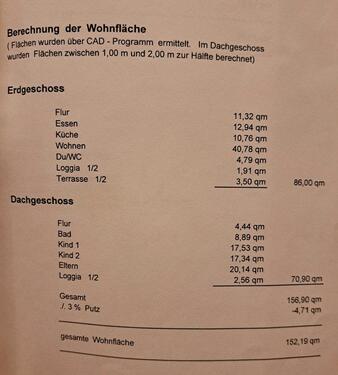 Berechnung der Wohnfläche
( Flächen wurden über CAD - Programm ermittelt. Im Dachgeschoss
wurden Flächen zwischen 1,00 m und 2,00 m zur Hälfte berechnet)
Erdgeschoss
Flur 11,32 qm
Essen 12,94 qm
Küche 10,76 qm
Wohnen 40,78 qm
Du/WC 4,79 qm
Loggia 1/2 1,91 qm
Terrasse 1/2 3,50 qm 86,00 qm
Dachgeschoss
Flur 4,44 qm
Bad 8,89 qm
Kind 1 17,53 qm
Kind 2 17,34 qm
Eltern 20,14 qm
Loggia 1/2 2,56 qm 70,90 qm
Gesamt 156,90 qm
./. 3 % Putz -4,71 qm
gesamte Wohnfläche 152,19 qm